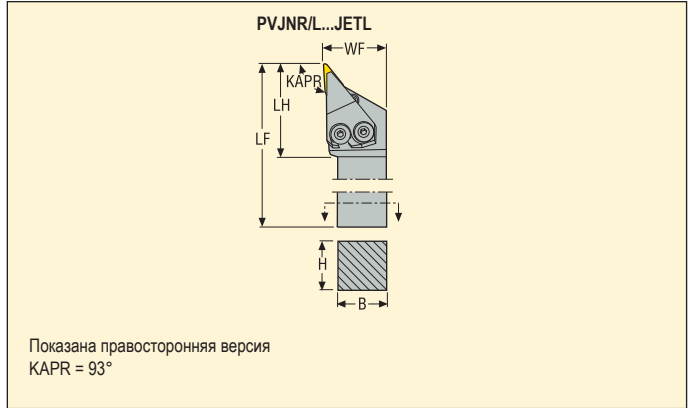 PVJNR/L...JETL
WF
KAPR
LH
LF
H
B
Показана правосторонняя версия
KAPR = 93°